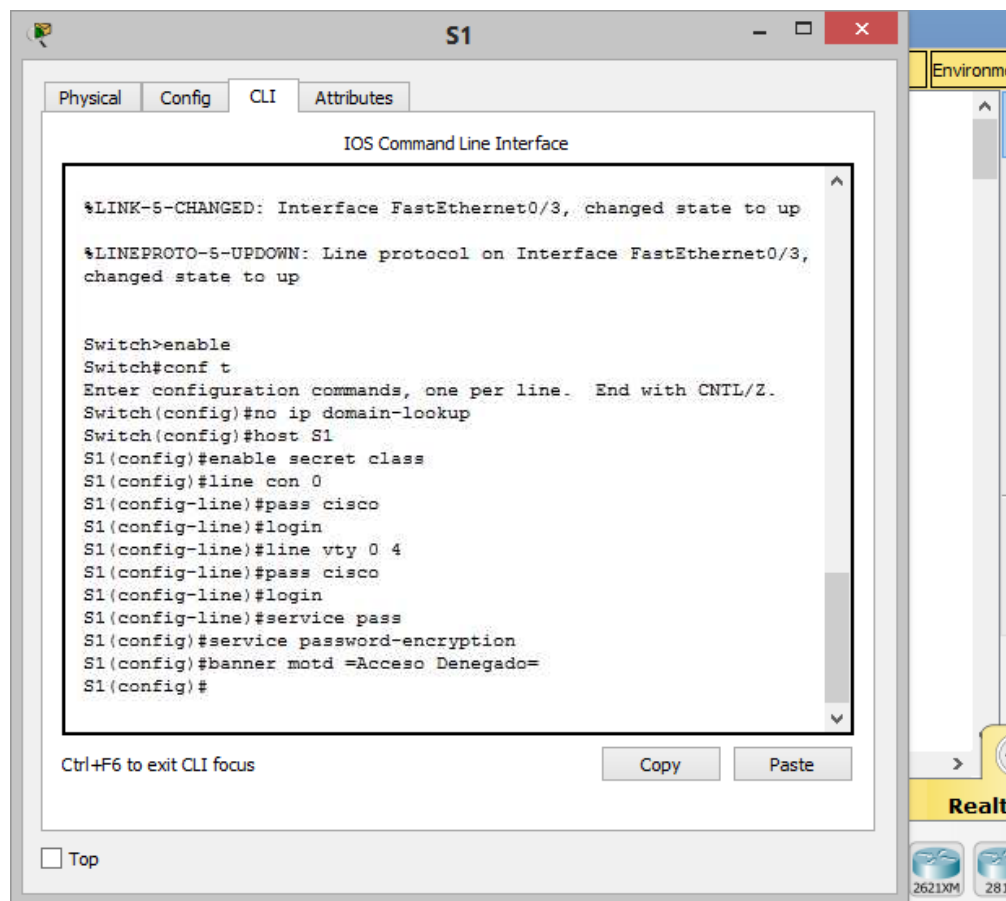 S1
Environm
Physical Config CLI Attributes
IOS Command Line Interface
%LINK-5-CHANGED: Interface FastEthernet0/3, changed state to up
%LINEPROTO-5-UPDOWN: Line protocol on Interface FastEthernet0/3,
changed state to up
Switch>enable
Switch#conf t
Enter configuration commands, one per line.  End with CNTL/Z.
Switch(config)#no ip domain-lookup
Switch(config)#host S1
S1(config)#enable secret class
S1(config)#line con 0
S1(config-line)#pass cisco
S1(config-line)#login
S1(config-line)#line vty 0 4
S1(config-line)#pass cisco
S1(config-line)#login
S1(config-line)#service pass
S1(config)#service password-encryption
S1(config)#banner motd =Acceso Denegado=
S1(config)#
Ctrl+F6 to exit CLI focus
Copy Paste
Realt
Top
2621XM 281